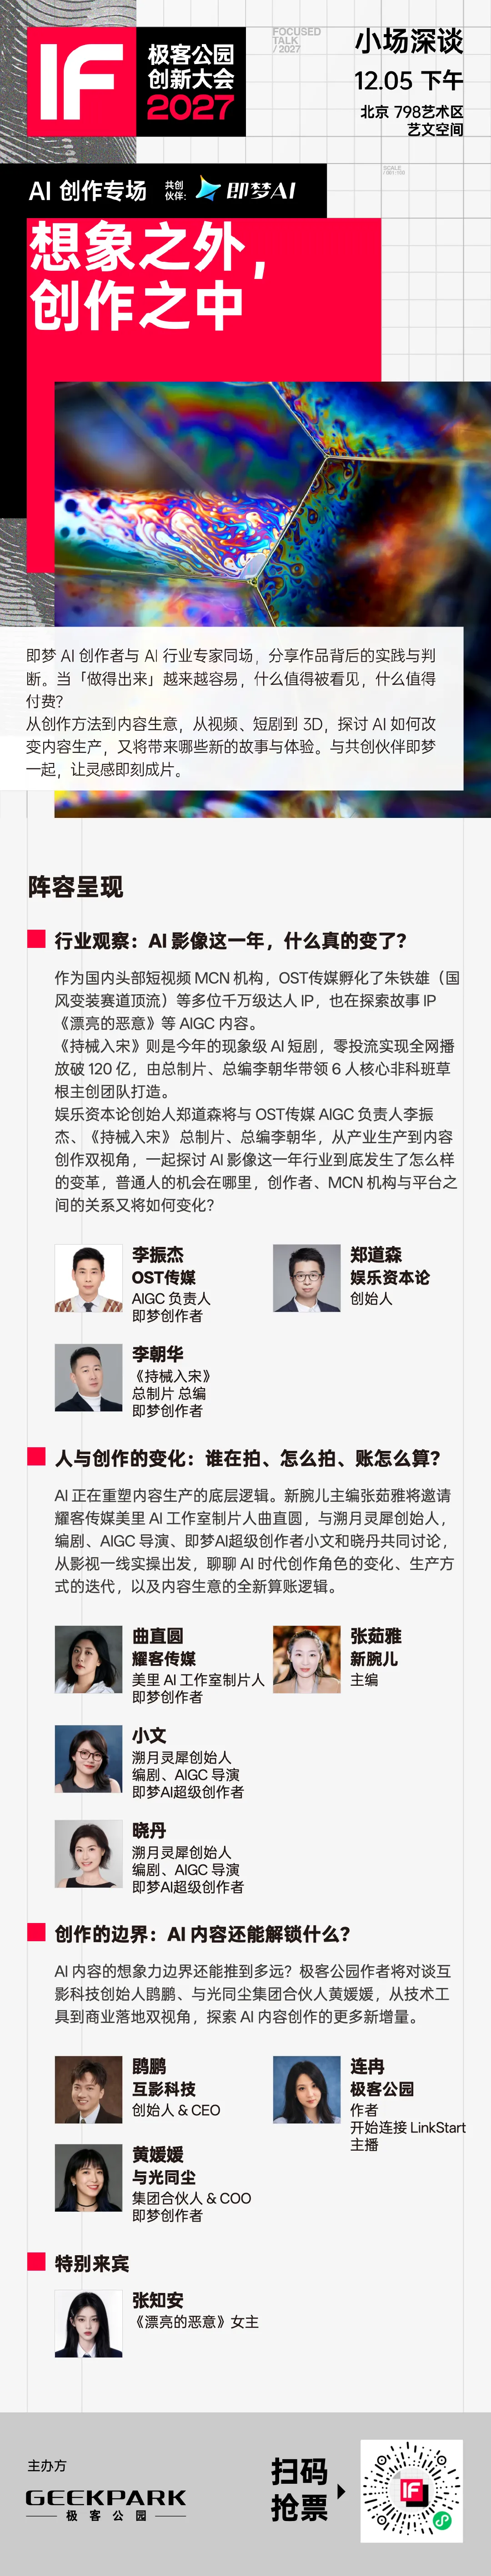 IF
极客公园
创新大会
2027
FOCUSED
TALK
/ 2027
小场深谈
12.05 下午
北京 798艺术区
艺文空间
AI 创作专场
共创
伙伴:
即梦AI
想象之外,
创作之中
即梦 AI 创作者与 AI 行业专家同场，分享作品背后的实践与判
断。当「做得出来」越来越容易，什么值得被看见，什么值得
付费?
从创作方法到内容生意，从视频、短剧到 3D，探讨 AI 如何改
变内容生产，又将带来哪些新的故事与体验。与共创伙伴即梦
一起，让灵感即刻成片。
阵容呈现
行业观察：AI 影像这一年，什么真的变了?
作为国内头部短视频 MCN 机构，OST传媒孵化了朱铁雄（国
风变装赛道顶流）等多位千万级达人 IP，也在探索故事 IP
《漂亮的恶意》等 AIGC 内容。
《持械入宋》则是今年的现象级 AI 短剧，零投流实现全网播
放破 120 亿，由总制片、总编李朝华带领 6 人核心非科班草
根主创团队打造。
娱乐资本论创始人郑道森将与 OST传媒 AIGC 负责人李振
杰、《持械入宋》 总制片、总编李朝华，从产业生产到内容
创作双视角，一起探讨 AI 影像这一年行业到底发生了怎么样
的变革，普通人的机会在哪里，创作者、MCN 机构与平台之
间的关系又将如何变化?
李振杰
OST传媒
AIGC 负责人
即梦创作者
郑道森
娱乐资本论
创始人
李朝华
《持械入宋》
总制片 总编
即梦创作者
人与创作的变化：谁在拍、怎么拍、账怎么算?
AI 正在重塑内容生产的底层逻辑。新腕儿主编张茹雅将邀请
耀客传媒美里 AI 工作室制片人曲直圆，与溯月灵犀创始人，
编剧、AIGC 导演、即梦AI超级创作者小文和晓丹共同讨论，
从影视一线实操出发，聊聊 AI 时代创作角色的变化、生产方
式的迭代，以及内容生意的全新算账逻辑。
曲直圆
耀客传媒
美里 AI 工作室制片人
即梦创作者
张茹雅
新腕儿
主编
小文
溯月灵犀创始人
编剧、AIGC 导演
即梦AI超级创作者
晓丹
溯月灵犀创始人
编剧、AIGC 导演
即梦AI超级创作者
创作的边界：AI 内容还能解锁什么?
AI 内容的想象力边界还能推到多远？极客公园作者将对谈互
影科技创始人鹍鹏、与光同尘集团合伙人黄媛媛，从技术工
具到商业落地双视角，探索 AI 内容创作的更多新增量。
鹍鹏
互影科技
创始人 & CEO
连冉
极客公园
作者
开始连接 LinkStart
主播
黄媛媛
与光同尘
集团合伙人 & COO
即梦创作者
特别来宾
张知安
《漂亮的恶意》女主
主办方
GEEKPARK
极客公园
扫码
抢票
IF